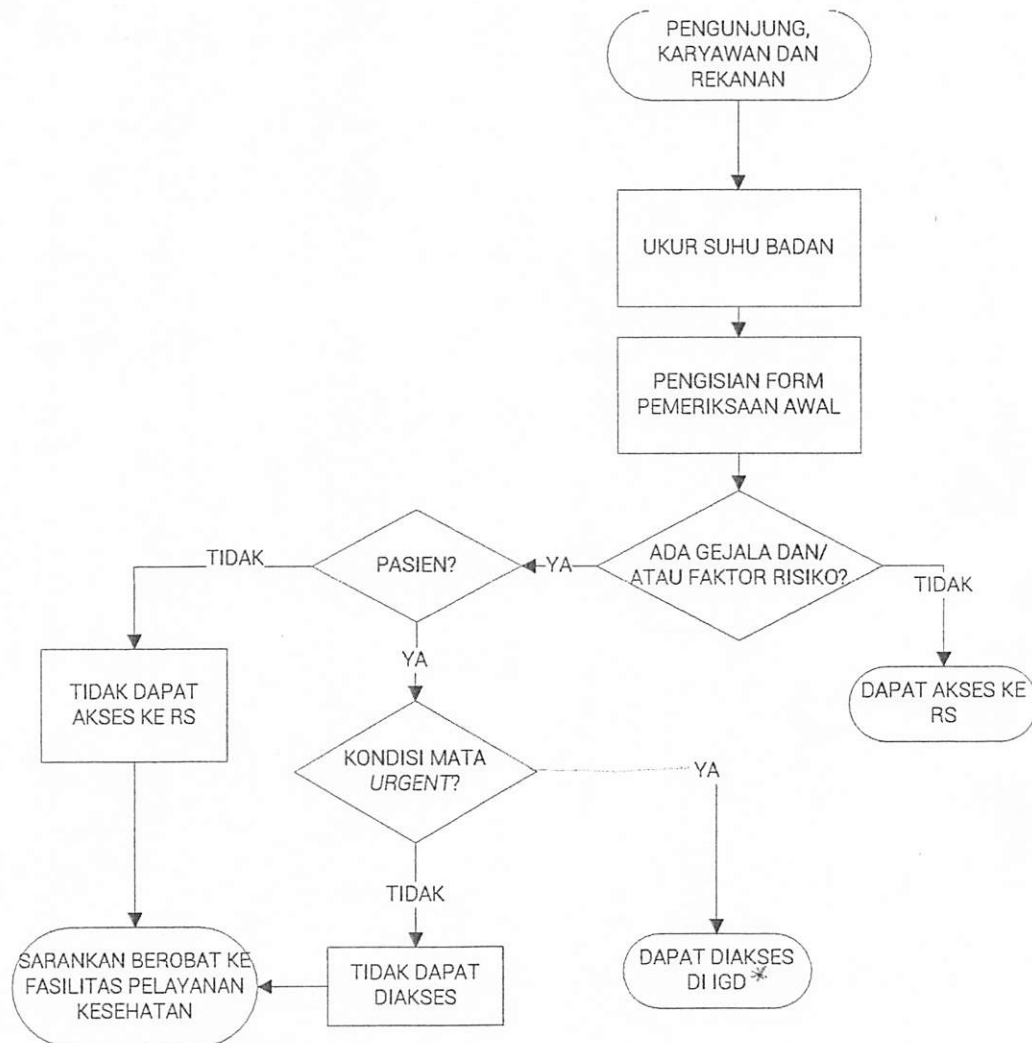 PENGUNJUNG,
KARYAWAN DAN
REKANAN
UKUR SUHU BADAN
PENGISIAN FORM
PEMERIKSAAN AWAL
ADA GEJALA DAN/
ATAU FAKTOR RISIKO?
YA
TIDAK
PASIEN?
TIDAK
YA
DAPAT AKSES KE
RS
TIDAK DAPAT
AKSES KE RS
KONDISI MATA
URGENT?
YA
TIDAK
SARANKAN BEROBAT KE
FASILITAS PELAYANAN
KESEHATAN
TIDAK DAPAT
DIAKSES
DAPAT DIAKSES
DI IGD *